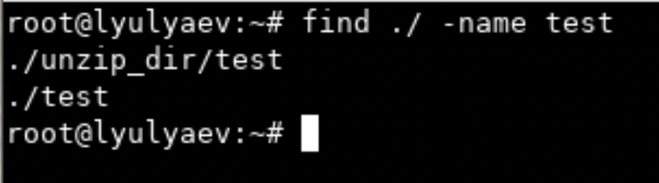 root@lyulyaev:~# find ./ -name test
./unzip_dir/test
./test
root@lyulyaev:~#